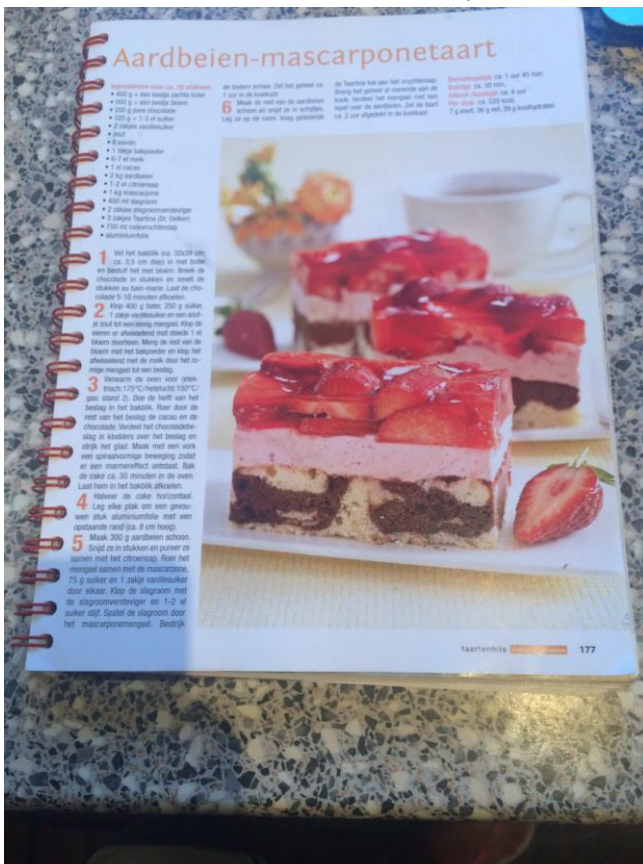 Aardbeien-mascarponetaart
Ingrediënten voor ca. 24 stukken:
• 400 g + een beetje zachte boter
• 500 g + een beetje bloem
• 200 g pure chocolade
• 325 g + 1-2 el suiker
• 2 zakjes vanillesuiker
• zout
• 8 eieren
• 1 zakje bakpoeder
• 6-7 el melk
• 1 el cacao
• 2 kg aardbeien
• 1-2 el citroensap
• 1 kg mascarpone
• 400 ml slagroom
• 2 zakjes slagroomversteviger
• 3 zakjes Taartina (Dr. Oetker)
• 750 ml rodevruchtensap
• aluminiumfolie
1 Vet het bakblik (ca. 32x39 cm,
ca. 3,5 cm diep) in met boter
en bestuif het met bloem. Breek de
chocolade in stukken en smelt de
stukken au bain-marie. Laat de cho-
colade 5-10 minuten afkoelen.
2 Klop 400 g boter, 250 g suiker,
1 zakje vanillesuiker en een snuf-
je zout tot een romig mengsel. Klop de
eieren er afwisselend met steeds 1 el
bloem doorheen. Meng de rest van de
bloem met het bakpoeder en klop het
afwisselend met de melk door het ro-
mige mengsel tot een beslag.
3 Verwarm de oven voor (elek-
trisch 175°C/hetelucht 150°C/
gas: stand 2). Doe de helft van het
beslag in het bakblik. Roer door de
rest van het beslag de cacao en de
chocolade. Verdeel het chocoladebe-
slag in klodders over het beslag en
strijk het glad. Maak met een vork
een spiraalvormige beweging zodat
er een marmereffect ontstaat. Bak
de cake ca. 30 minuten in de oven.
Laat hem in het bakblik afkoelen.
4 Halveer de cake horizontaal.
Leg elke plak om een gevou-
wen stuk aluminiumfolie met een
opstaande rand (ca. 8 cm hoog).
5 Maak 300 g aardbeien schoon.
Snijd ze in stukken en pureer ze
samen met het citroensap. Roer het
mengsel samen met de mascarpone,
75 g suiker en 1 zakje vanillesuiker
door elkaar. Klop de slagroom met
de slagroomversteviger en 1-2 el
suiker stijf. Spatel de slagroom door
het mascarponemengsel. Bestrijk
de bodem ermee. Zet het geheel ca.
1 uur in de koelkast.
6 Maak de rest van de aardbeien
schoon en snijd ze in schijfjes.
Leg ze op de room. Voeg geleidelijk
de Taartina toe aan het vruchtensap.
Breng het geheel al roerende aan de
kook. Verdeel het mengsel met een
lepel over de aardbeien. Zet de taart
ca. 2 uur afgedekt in de koelkast.
Bereidingstijd: ca. 1 uur 45 min.
Baktijd: ca. 30 min.
Afkoel-/koeltijd: ca. 4 uur
Per stuk: ca. 520 kcal,
7 g eiwit, 36 g vet, 39 g koolhydraten
taartenhits
177